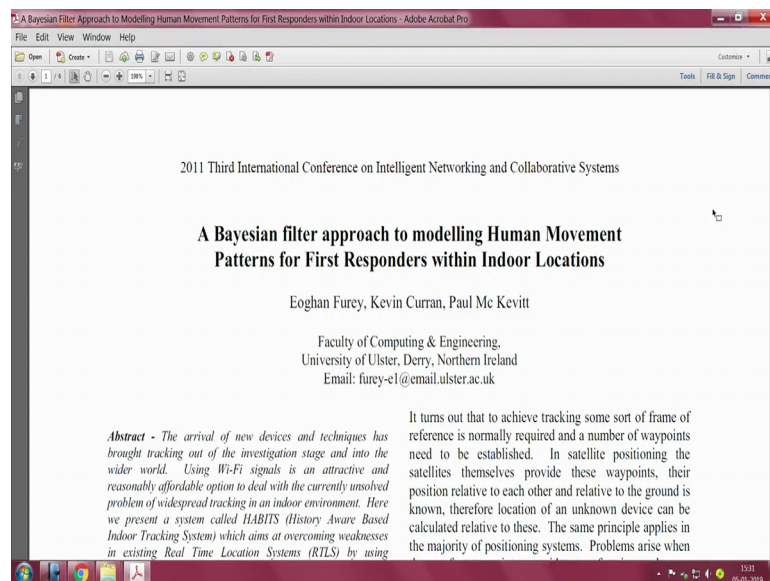 A Bayesian Filter Approach to Modelling Human Movement Patterns for First Responders within Indoor Locations - Adobe Acrobat Pro
File Edit View Window Help
Open Create Customize
1 / 6 198% Tools Fill & Sign Commen
2011 Third International Conference on Intelligent Networking and Collaborative Systems
A Bayesian filter approach to modelling Human Movement
Patterns for First Responders within Indoor Locations
Eoghan Furey, Kevin Curran, Paul Mc Kevitt
Faculty of Computing & Engineering,
University of Ulster, Derry, Northern Ireland
Email: furey-e1@email.ulster.ac.uk
Abstract - The arrival of new devices and techniques has
brought tracking out of the investigation stage and into the
wider world. Using Wi-Fi signals is an attractive and
reasonably affordable option to deal with the currently unsolved
problem of widespread tracking in an indoor environment. Here
we present a system called HABITS (History Aware Based
Indoor Tracking System) which aims at overcoming weaknesses
in existing Real Time Location Systems (RTLS) by using
It turns out that to achieve tracking some sort of frame of
reference is normally required and a number of waypoints
need to be established. In satellite positioning the
satellites themselves provide these waypoints, their
position relative to each other and relative to the ground is
known, therefore location of an unknown device can be
calculated relative to these. The same principle applies in
the majority of positioning systems. Problems arise when
15:31
05-01-2019